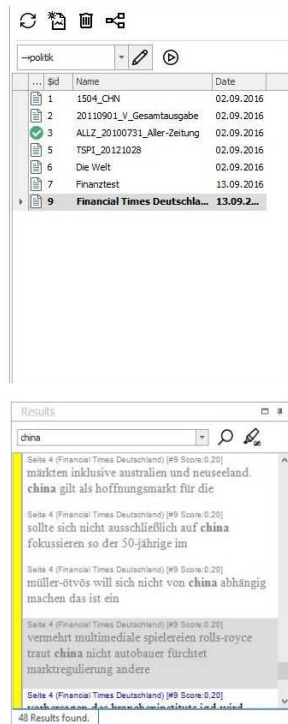 →politik
... $id Name Date
1 1504_CHN 02.09.2016
2 20110901_V_Gesamtausgabe 02.09.2016
3 ALLZ_20100731_Aller-Zeitung 02.09.2016
5 TSPI_20121028 02.09.2016
6 Die Welt 02.09.2016
7 Finanztest 13.09.2016
9 Financial Times Deutschla... 13.09.2...
Results
china
Seite 4 (Financial Times Deutschland) [#9 Score:0,20]
märkten inklusive australien und neuseeland.
china gilt als hoffnungsmarkt für die
Seite 4 (Financial Times Deutschland) [#9 Score:0,20]
sollte sich nicht ausschließlich auf china
fokussieren so der 50-jährige im
Seite 4 (Financial Times Deutschland) [#9 Score:0,20]
müller-ötvös will sich nicht von china abhängig
machen das ist ein
Seite 4 (Financial Times Deutschland) [#9 Score:0,20]
vermehrt multimediale spielereien rolls-royce
traut china nicht autobauer fürchtet
marktregulierung andere
Seite 4 (Financial Times Deutschland) [#9 Score:0,20]
48 Results found.